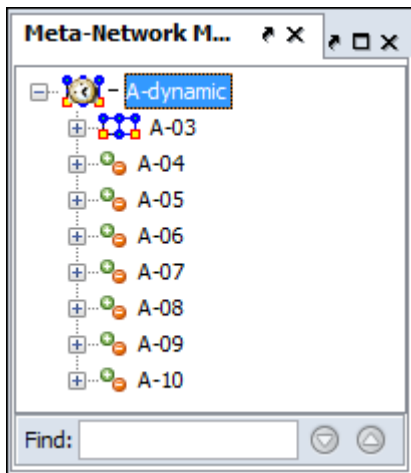 Meta-Network M...
A-dynamic
A-03
A-04
A-05
A-06
A-07
A-08
A-09
A-10
Find: